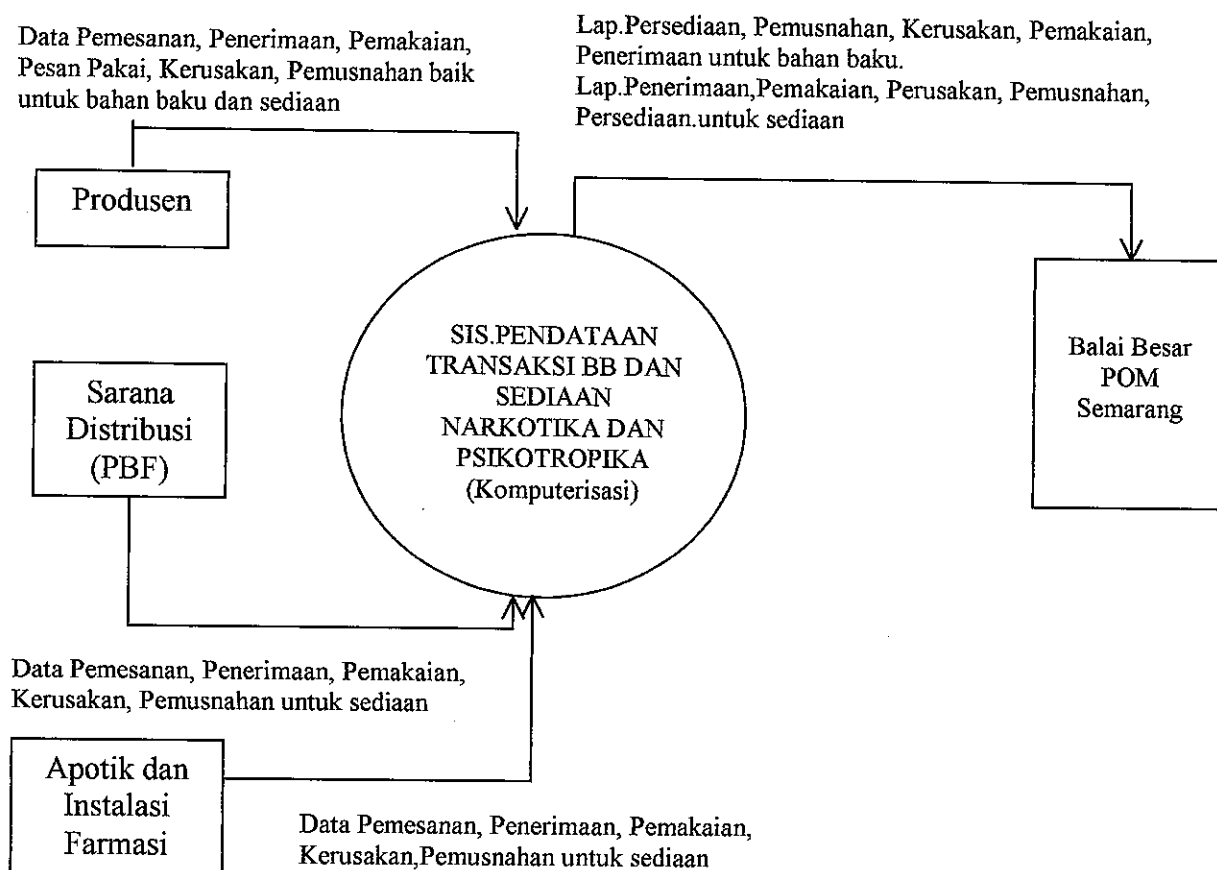 Data Pemesanan, Penerimaan, Pemakaian,
Pesan Pakai, Kerusakan, Pemusnahan baik
untuk bahan baku dan sediaan
Lap.Persediaan, Pemusnahan, Kerusakan, Pemakaian,
Penerimaan untuk bahan baku.
Lap.Penerimaan,Pemakaian, Perusakan, Pemusnahan,
Persediaan.untuk sediaan
Produsen
SIS.PENDATAAN
TRANSAKSI BB DAN
SEDIAAN
NARKOTIKA DAN
PSIKOTROPIKA
(Komputerisasi)
Balai Besar
POM
Semarang
Sarana
Distribusi
(PBF)
Data Pemesanan, Penerimaan, Pemakaian,
Kerusakan, Pemusnahan untuk sediaan
Apotik dan
Instalasi
Farmasi
Data Pemesanan, Penerimaan, Pemakaian,
Kerusakan,Pemusnahan untuk sediaan